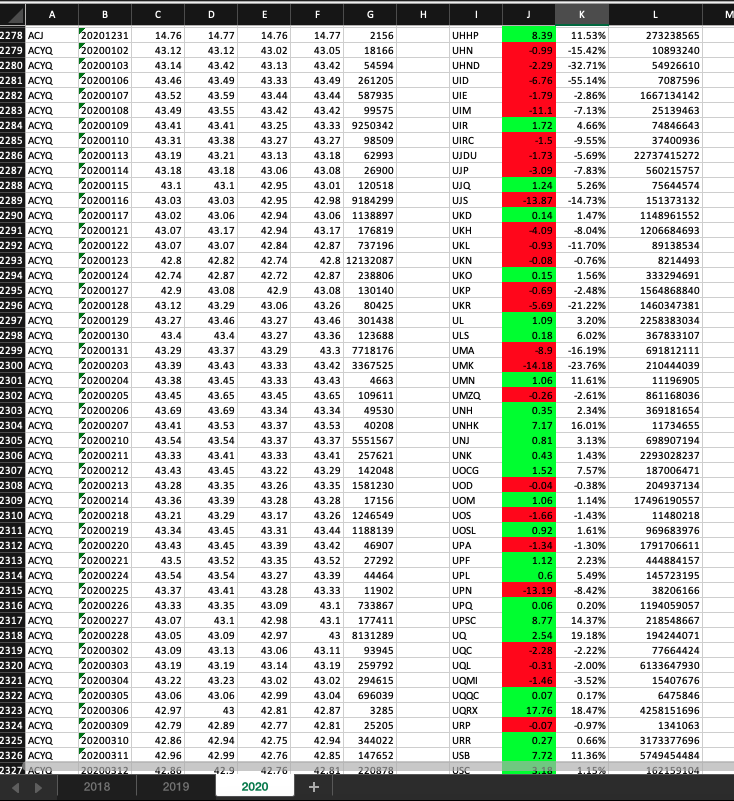 A B C D E F G H I J K L M
2278 ACJ 20201231 14.76 14.77 14.76 14.77 2156 UHHP 8.39 11.53% 273238565
2279 ACYQ 20200102 43.12 43.12 43.02 43.05 18166 UHN -0.99 -15.42% 10893240
2280 ACYQ 20200103 43.14 43.42 43.13 43.42 54594 UHND -2.29 -32.71% 54926610
2281 ACYQ 20200106 43.46 43.49 43.33 43.49 261205 UID -6.76 -55.14% 7087596
2282 ACYQ 20200107 43.52 43.59 43.44 43.44 587935 UIE -1.79 -2.86% 1667134142
2283 ACYQ 20200108 43.49 43.55 43.42 43.42 99575 UIM -11.1 -7.13% 25139463
2284 ACYQ 20200109 43.41 43.41 43.25 43.33 9250342 UIR 1.72 4.66% 74846643
2285 ACYQ 20200110 43.31 43.38 43.27 43.27 98509 UIRC -1.5 -9.55% 37400936
2286 ACYQ 20200113 43.19 43.21 43.13 43.18 62993 UJDU -1.73 -5.69% 22737415272
2287 ACYQ 20200114 43.18 43.18 43.06 43.08 26900 UJP -3.09 -7.83% 560215757
2288 ACYQ 20200115 43.1 43.1 42.95 43.01 120518 UJQ 1.24 5.26% 75644574
2289 ACYQ 20200116 43.03 43.03 42.95 42.98 9184299 UJS -13.87 -14.73% 151373132
2290 ACYQ 20200117 43.02 43.06 42.94 43.06 1138897 UKD 0.14 1.47% 1148961552
2291 ACYQ 20200121 43.07 43.17 42.94 43.17 176819 UKH -4.09 -8.04% 1206684693
2292 ACYQ 20200122 43.07 43.07 42.84 42.87 737196 UKL -0.93 -11.70% 89138534
2293 ACYQ 20200123 42.8 42.82 42.74 42.8 12132087 UKN -0.08 -0.76% 8214493
2294 ACYQ 20200124 42.74 42.87 42.72 42.87 238806 UKO 0.15 1.56% 333294691
2295 ACYQ 20200127 42.9 43.08 42.9 43.08 130140 UKP -0.69 -2.48% 1564868840
2296 ACYQ 20200128 43.12 43.29 43.06 43.26 80425 UKR -5.69 -21.22% 1460347381
2297 ACYQ 20200129 43.27 43.46 43.27 43.46 301438 UL 1.09 3.20% 2258383034
2298 ACYQ 20200130 43.4 43.4 43.27 43.36 123688 ULS 0.18 6.02% 367833107
2299 ACYQ 20200131 43.29 43.37 43.29 43.3 7718176 UMA -8.9 -16.19% 691812111
2300 ACYQ 20200203 43.39 43.43 43.33 43.42 3367525 UMK -14.18 -23.76% 210444039
2301 ACYQ 20200204 43.38 43.45 43.33 43.43 4663 UMN 1.06 11.61% 11196905
2302 ACYQ 20200205 43.45 43.65 43.45 43.65 109611 UMZQ -0.26 -2.61% 861168036
2303 ACYQ 20200206 43.69 43.69 43.34 43.34 49530 UNH 0.35 2.34% 369181654
2304 ACYQ 20200207 43.41 43.53 43.37 43.53 40208 UNHK 7.17 16.01% 11734655
2305 ACYQ 20200210 43.54 43.54 43.37 43.37 5551567 UNJ 0.81 3.13% 698907194
2306 ACYQ 20200211 43.33 43.41 43.33 43.41 257621 UNK 0.43 1.43% 2293028237
2307 ACYQ 20200212 43.43 43.45 43.22 43.29 142048 UOCG 1.52 7.57% 187006471
2308 ACYQ 20200213 43.28 43.35 43.26 43.35 1581230 UOD -0.04 -0.38% 204937134
2309 ACYQ 20200214 43.36 43.39 43.28 43.28 17156 UOM 1.06 1.14% 17496190557
2310 ACYQ 20200218 43.21 43.29 43.17 43.26 1246549 UOS -1.66 -1.43% 11480218
2311 ACYQ 20200219 43.34 43.45 43.31 43.44 1188139 UOSL 0.92 1.61% 969683976
2312 ACYQ 20200220 43.43 43.45 43.39 43.42 46907 UPA -1.34 -1.30% 1791706611
2313 ACYQ 20200221 43.5 43.52 43.35 43.52 27292 UPF 1.12 2.23% 444884157
2314 ACYQ 20200224 43.54 43.54 43.27 43.39 44464 UPL 0.6 5.49% 145723195
2315 ACYQ 20200225 43.37 43.41 43.28 43.33 11902 UPN -13.19 -8.42% 38206166
2316 ACYQ 20200226 43.33 43.35 43.09 43.1 733867 UPQ 0.06 0.20% 1194059057
2317 ACYQ 20200227 43.07 43.1 42.98 43.1 177411 UPSC 8.77 14.37% 218548667
2318 ACYQ 20200228 43.05 43.09 42.97 43 8131289 UQ 2.54 19.18% 194244071
2319 ACYQ 20200302 43.09 43.13 43.06 43.11 93945 UQC -2.28 -2.22% 77664424
2320 ACYQ 20200303 43.19 43.19 43.14 43.19 259792 UQL -0.31 -2.00% 6133647930
2321 ACYQ 20200304 43.22 43.23 43.02 43.02 294615 UQMI -1.46 -3.52% 15407676
2322 ACYQ 20200305 43.06 43.06 42.99 43.04 696039 UQQC 0.07 0.17% 6475846
2323 ACYQ 20200306 42.97 43 42.81 42.87 3285 UQRX 17.76 18.47% 4258151696
2324 ACYQ 20200309 42.79 42.89 42.77 42.81 25205 URP -0.07 -0.97% 1341063
2325 ACYQ 20200310 42.86 42.94 42.75 42.94 344022 URR 0.27 0.66% 3173377696
2326 ACYQ 20200311 42.96 42.99 42.76 42.85 147652 USB 7.72 11.36% 5749454484
2327 ACYQ 20200312 42.86 42.9 42.76 42.81 220878 USC 3.18 1.15% 162159104
2018 2019 2020 +